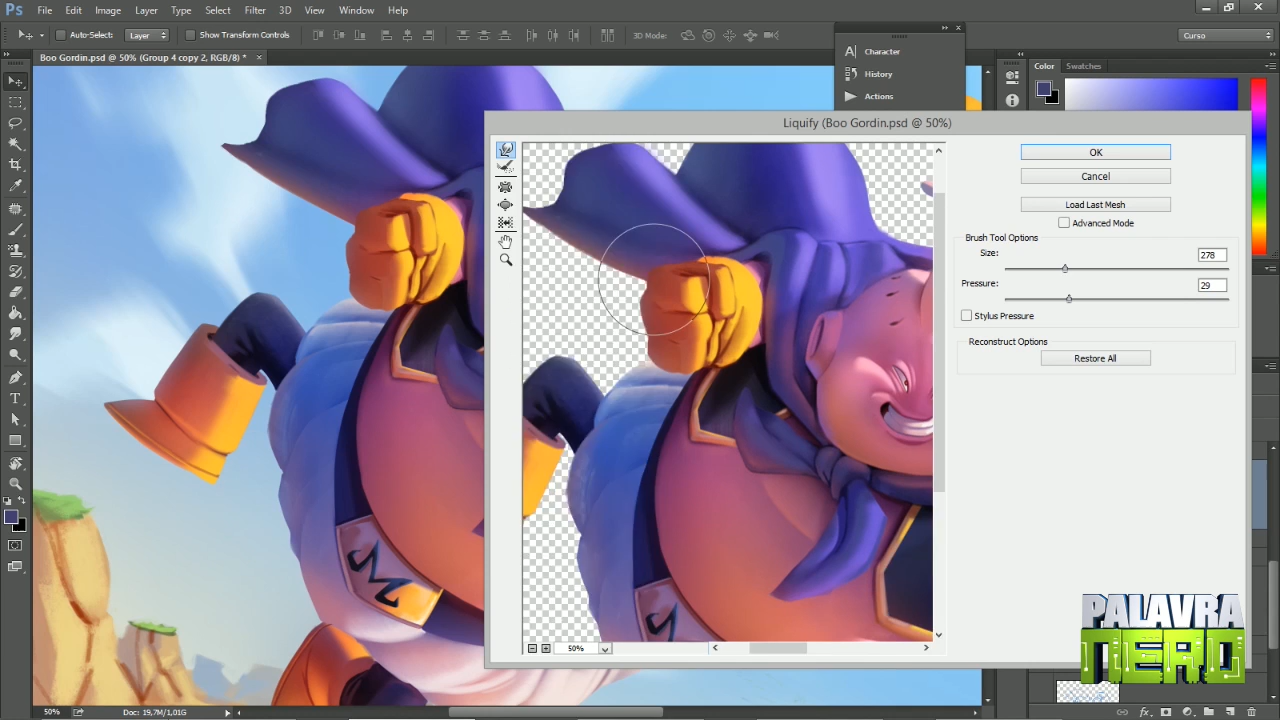 Ps File Edit Image Layer Type Select Filter 3D View Window Help
Auto-Select: Layer Show Transform Controls 3D Mode: Curso
Boo Gordin.psd @ 50% (Group 4 copy 2, RGB/8) *
Character
History
Actions
Color Swatches
Liquify (Boo Gordin.psd @ 50%)
OK
Cancel
Load Last Mesh
Advanced Mode
Brush Tool Options
Size: 278
Pressure: 29
Stylus Pressure
Reconstruct Options
Restore All
50%
M
M
PALAVRA
NERD
50% Doc: 19,7M/1,01G
fx